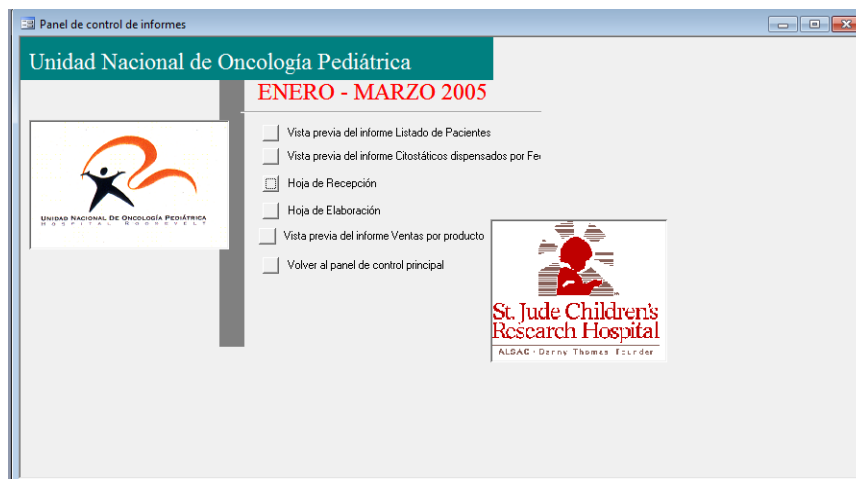 Panel de control de informes
Unidad Nacional de Oncología Pediátrica
ENERO - MARZO 2005
Vista previa del informe Listado de Pacientes
Vista previa del informe Citostáticos dispensados por Fe
Hoja de Recepción
Hoja de Elaboración
Vista previa del informe Ventas por producto
Volver al panel de control principal
UNIDAD NACIONAL DE ONCOLOGÍA PEDIÁTRICA
HOSPITAL ROOSEVELT
St. Jude Children's
Research Hospital
ALSAC · Danny Thomas Founder